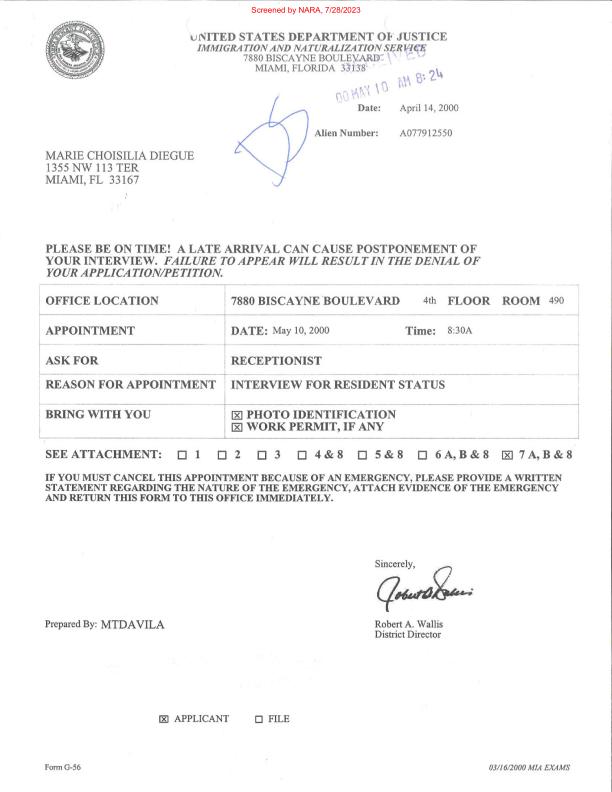 Screened by NARA, 7/28/2023
UNITED STATES DEPARTMENT OF JUSTICE
IMMIGRATION AND NATURALIZATION SERVICE
7880 BISCAYNE BOULEVARD
MIAMI, FLORIDA 33138
00 MAY 10 AM 8:24
Date: April 14, 2000
Alien Number: A077912550
MARIE CHOISILIA DIEGUE
1355 NW 113 TER
MIAMI, FL 33167
PLEASE BE ON TIME! A LATE ARRIVAL CAN CAUSE POSTPONEMENT OF
YOUR INTERVIEW. FAILURE TO APPEAR WILL RESULT IN THE DENIAL OF
YOUR APPLICATION/PETITION.
OFFICE LOCATION 7880 BISCAYNE BOULEVARD 4th FLOOR ROOM 490
APPOINTMENT DATE: May 10, 2000 Time: 8:30A
ASK FOR RECEPTIONIST
REASON FOR APPOINTMENT INTERVIEW FOR RESIDENT STATUS
BRING WITH YOU ☒ PHOTO IDENTIFICATION
☒ WORK PERMIT, IF ANY
SEE ATTACHMENT: ☐ 1 ☐ 2 ☐ 3 ☐ 4 & 8 ☐ 5 & 8 ☐ 6 A, B & 8 ☒ 7 A, B & 8
IF YOU MUST CANCEL THIS APPOINTMENT BECAUSE OF AN EMERGENCY, PLEASE PROVIDE A WRITTEN
STATEMENT REGARDING THE NATURE OF THE EMERGENCY, ATTACH EVIDENCE OF THE EMERGENCY
AND RETURN THIS FORM TO THIS OFFICE IMMEDIATELY.
Sincerely,
Prepared By: MTDAVILA
Robert A. Wallis
District Director
☒ APPLICANT ☐ FILE
Form G-56
03/16/2000 MIA EXAMS